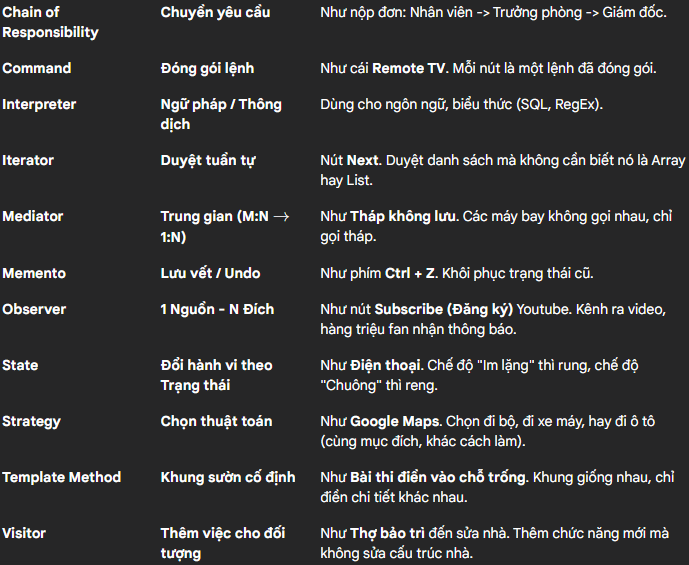 Chain of Responsibility	Chuyền yêu cầu	Như nộp đơn: Nhân viên -> Trưởng phòng -> Giám đốc.
Command	Đóng gói lệnh	Như cái Remote TV. Mỗi nút là một lệnh đã đóng gói.
Interpreter	Ngữ pháp / Thông dịch	Dùng cho ngôn ngữ, biểu thức (SQL, RegEx).
Iterator	Duyệt tuần tự	Nút Next. Duyệt danh sách mà không cần biết nó là Array hay List.
Mediator	Trung gian (M:N → 1:N)	Như Tháp không lưu. Các máy bay không gọi nhau, chỉ gọi tháp.
Memento	Lưu vết / Undo	Như phím Ctrl + Z. Khôi phục trạng thái cũ.
Observer	1 Nguồn - N Đích	Như nút Subscribe (Đăng ký) Youtube. Kênh ra video, hàng triệu fan nhận thông báo.
State	Đổi hành vi theo Trạng thái	Như Điện thoại. Chế độ "Im lặng" thì rung, chế độ "Chuông" thì reng.
Strategy	Chọn thuật toán	Như Google Maps. Chọn đi bộ, đi xe máy, hay đi ô tô (cùng mục đích, khác cách làm).
Template Method	Khung sườn cố định	Như Bài thi điền vào chỗ trống. Khung giống nhau, chỉ điền chi tiết khác nhau.
Visitor	Thêm việc cho đối tượng	Như Thợ bảo trì đến sửa nhà. Thêm chức năng mới mà không sửa cấu trúc nhà.